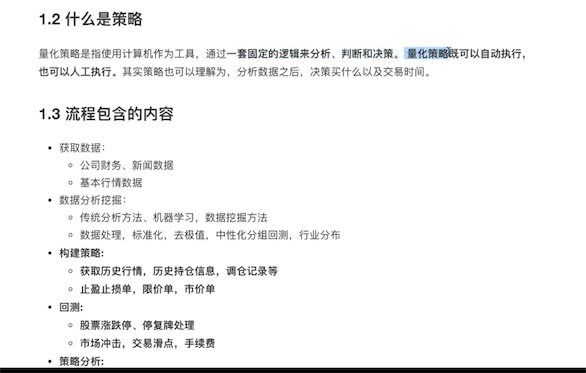 1.2 什么是策略
量化策略是指使用计算机作为工具，通过一套固定的逻辑来分析、判断和决策。量化策略既可以自动执行，
也可以人工执行。其实策略也可以理解为，分析数据之后，决策买什么以及交易时间。
1.3 流程包含的内容
• 获取数据：
○ 公司财务、新闻数据
○ 基本行情数据
• 数据分析挖掘：
○ 传统分析方法、机器学习，数据挖掘方法
○ 数据处理，标准化，去极值，中性化分组回测，行业分布
• 构建策略:
○ 获取历史行情，历史持仓信息，调仓记录等
○ 止盈止损单，限价单，市价单
• 回测:
○ 股票涨跌停、停复牌处理
○ 市场冲击，交易滑点，手续费
• 策略分析: